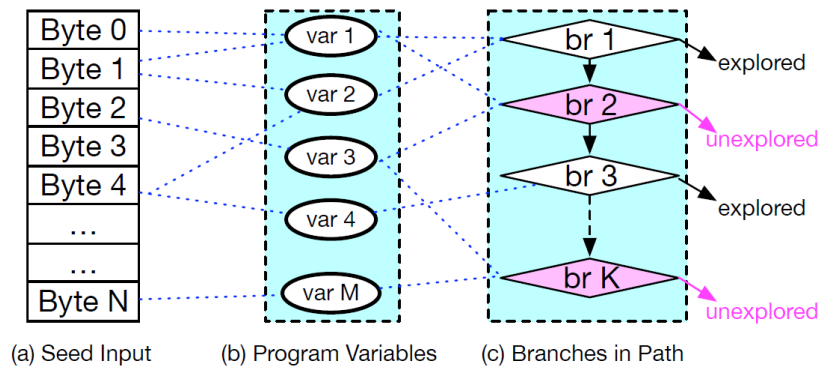 Byte 0
Byte 1
Byte 2
Byte 3
Byte 4
...
...
Byte N
(a) Seed Input
var 1
var 2
var 3
var 4
var M
(b) Program Variables
br 1
explored
br 2
unexplored
br 3
explored
br K
unexplored
(c) Branches in Path